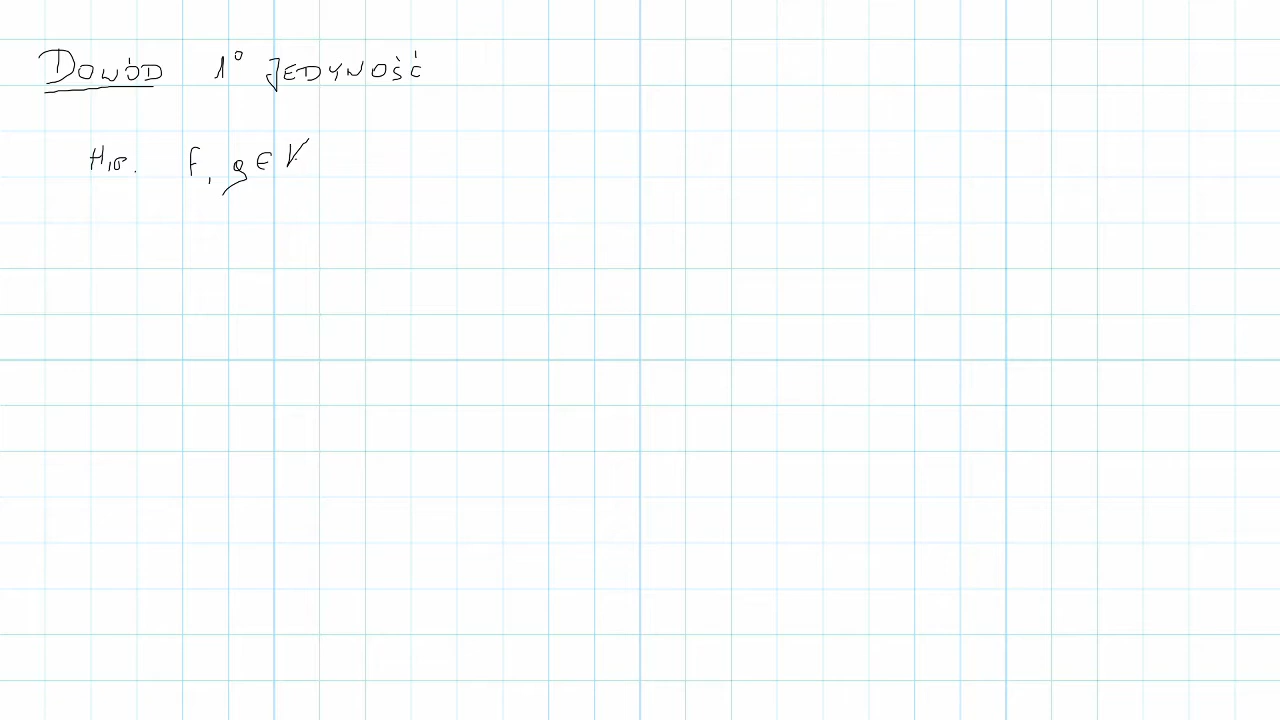 DOWÓD 1° JEDYNOŚĆ
Hip. f, g ∈ V